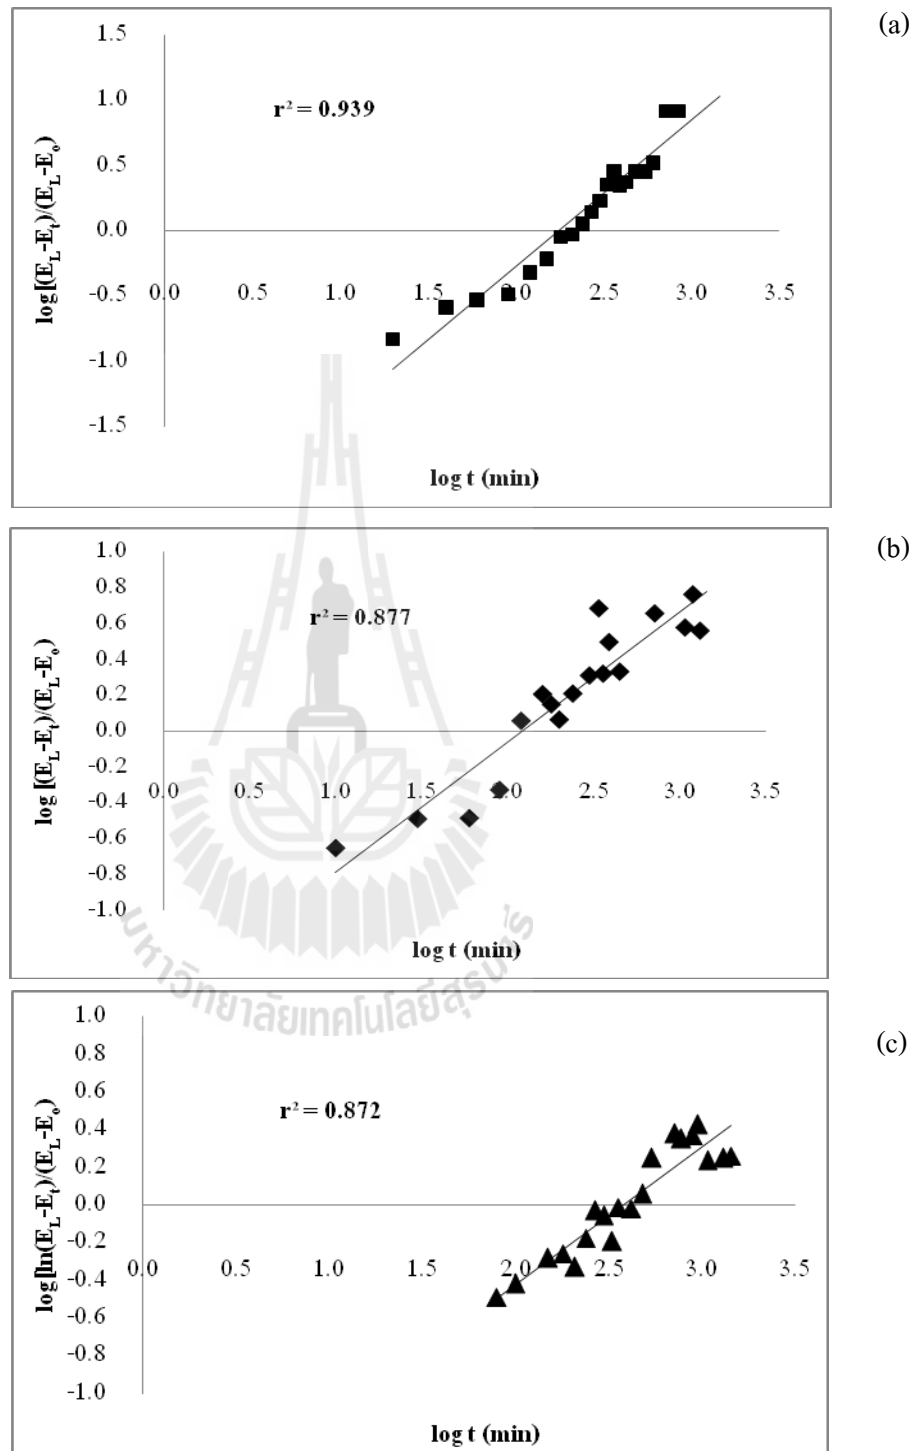 (a)
1.5
1.0
0.5
0.0
-0.5
-1.0
-1.5
r² = 0.939
0.0 0.5 1.0 1.5 2.0 2.5 3.0 3.5
log[(E_L-E_t)/(E_L-E_o)
log t (min)
(b)
1.0
0.8
0.6
0.4
0.2
0.0
-0.2
-0.4
-0.6
-0.8
-1.0
r² = 0.877
0.0 0.5 1.0 1.5 2.0 2.5 3.0 3.5
log [(E_L-E_t)/(E_L-E_o)
log t (min)
มหาวิทยาลัยเทคโนโลยีสุรนารี
(c)
1.0
0.8
0.6
0.4
0.2
0.0
-0.2
-0.4
-0.6
-0.8
-1.0
r² = 0.872
0.0 0.5 1.0 1.5 2.0 2.5 3.0 3.5
log[ln(E_L-E_t)/(E_L-E_o)
log t (min)